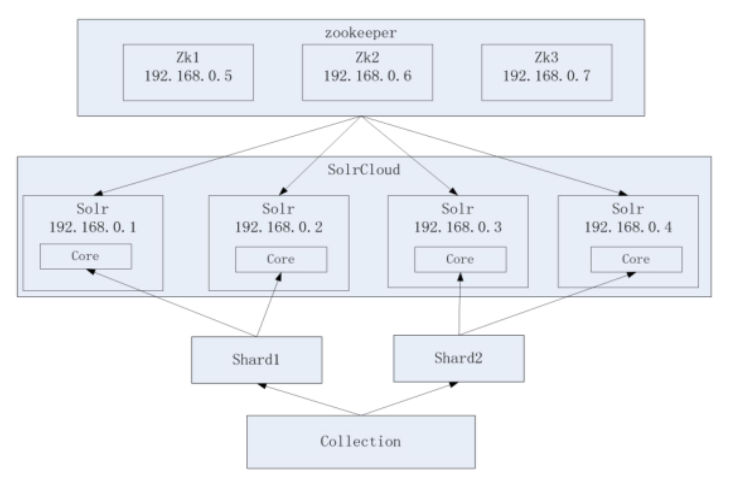 zookeeper
Zk1
192.168.0.5
Zk2
192.168.0.6
Zk3
192.168.0.7
SolrCloud
Solr
192.168.0.1
Core
Solr
192.168.0.2
Core
Solr
192.168.0.3
Core
Solr
192.168.0.4
Core
Shard1
Shard2
Collection